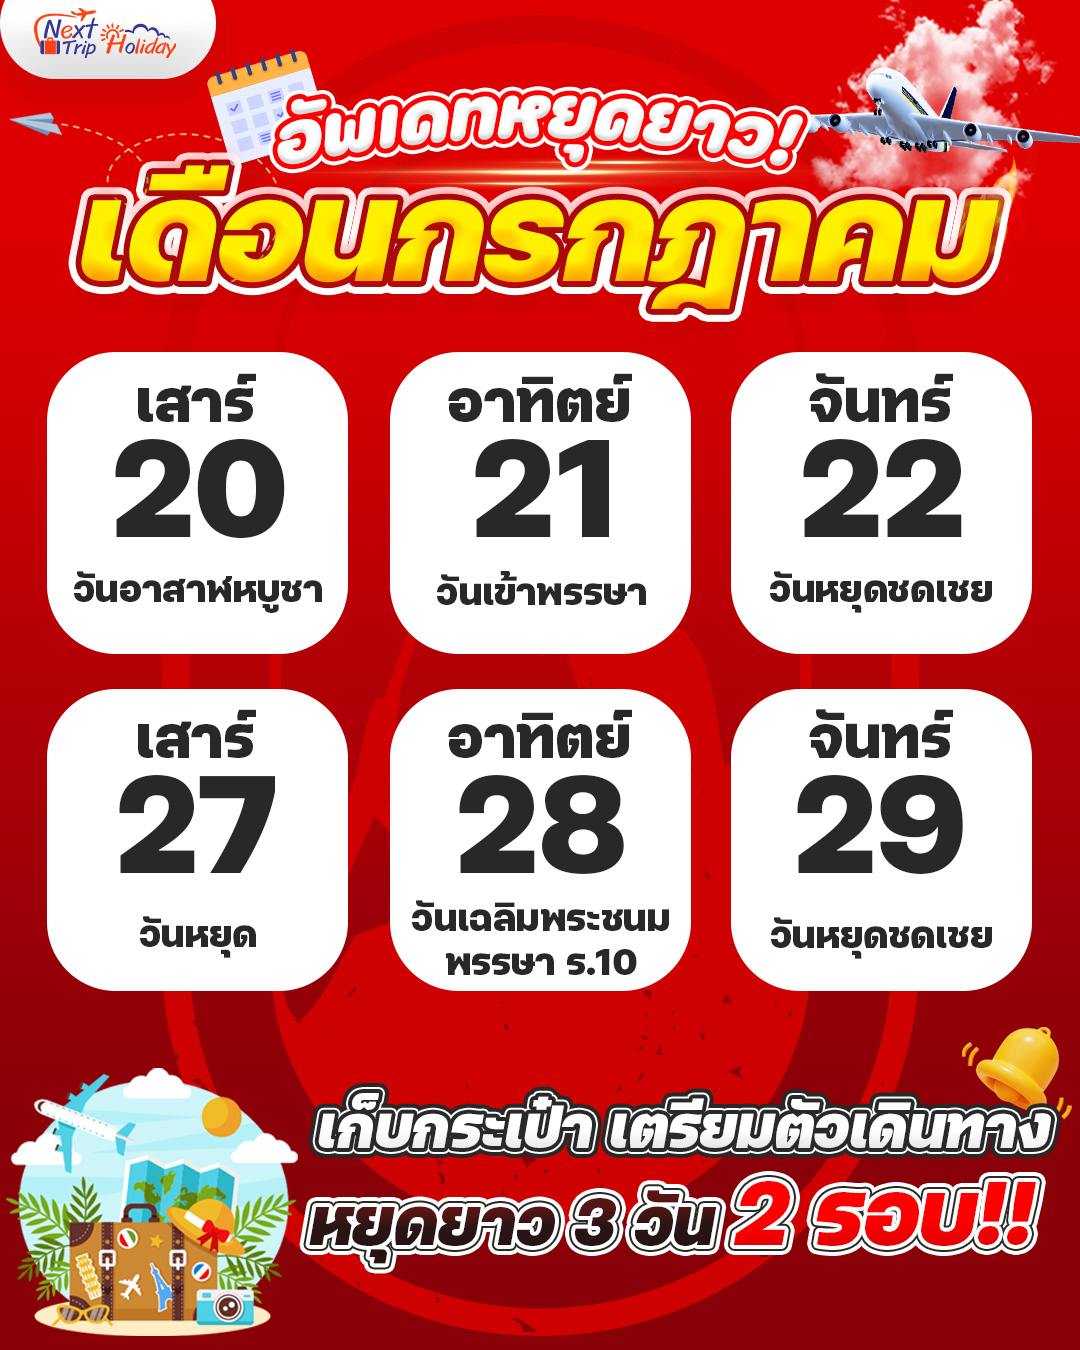 Next
Trip Holiday
อัพเดทหยุดยาว!
เดือนกรกฎาคม
เสาร์
20
วันอาสาฬหบูชา
อาทิตย์
21
วันเข้าพรรษา
จันทร์
22
วันหยุดชดเชย
เสาร์
27
วันหยุด
อาทิตย์
28
วันเฉลิมพระชนม
พรรษา ร.10
จันทร์
29
วันหยุดชดเชย
เก็บกระเป๋า เตรียมตัวเดินทาง
หยุดยาว 3 วัน 2 รอบ!!